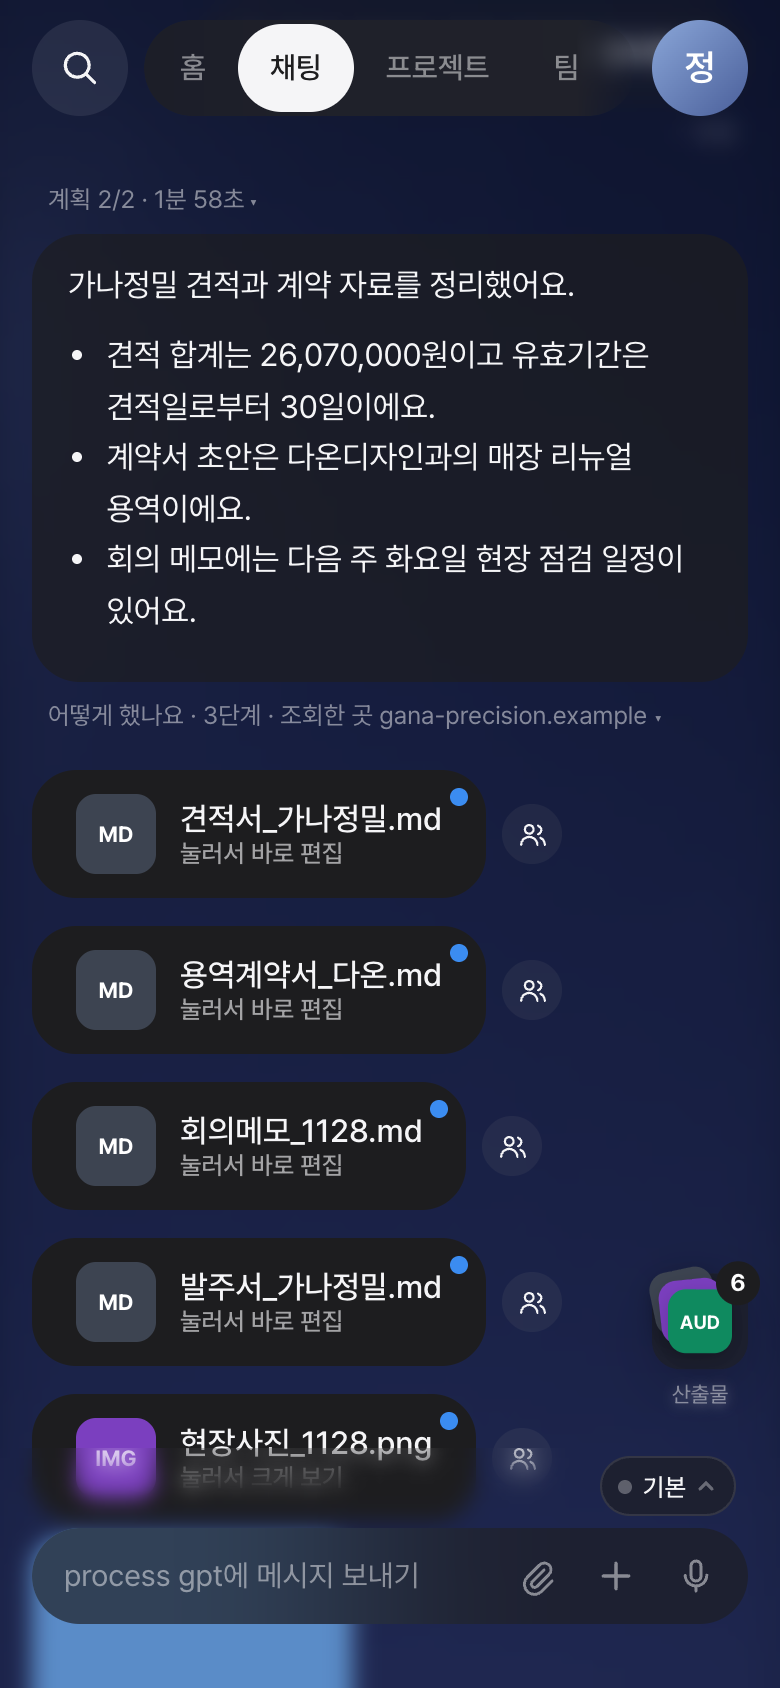 홈 채팅 프로젝트 팀 정
계획 2/2 · 1분 58초
가나정밀 견적과 계약 자료를 정리했어요.
• 견적 합계는 26,070,000원이고 유효기간은
견적일로부터 30일이에요.
• 계약서 초안은 다온디자인과의 매장 리뉴얼
용역이에요.
• 회의 메모에는 다음 주 화요일 현장 점검 일정이
있어요.
어떻게 했나요 · 3단계 · 조회한 곳 gana-precision.example
MD 견적서_가나정밀.md
눌러서 바로 편집
MD 용역계약서_다온.md
눌러서 바로 편집
MD 회의메모_1128.md
눌러서 바로 편집
MD 발주서_가나정밀.md
눌러서 바로 편집
6
AUD
산출물
IMG 현장사진_1128.png
눌러서 크게 보기
기본
process gpt에 메시지 보내기